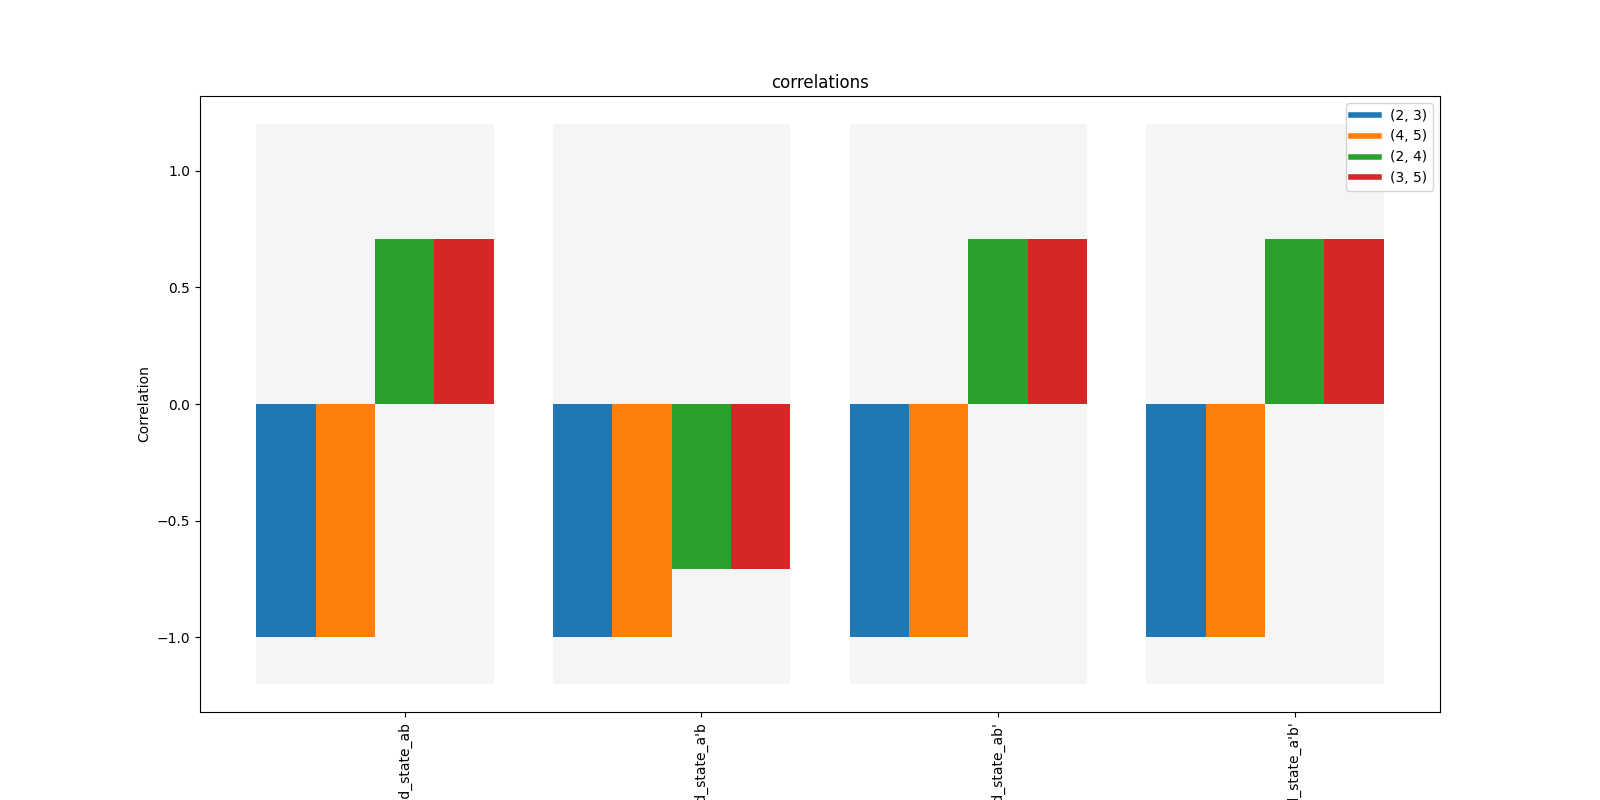 correlations
(2, 3)
(4, 5)
(2, 4)
(3, 5)
1.0
0.5
0.0
−0.5
−1.0
Correlation
d_state_ab
d_state_a'b
d_state_ab'
d_state_a'b'